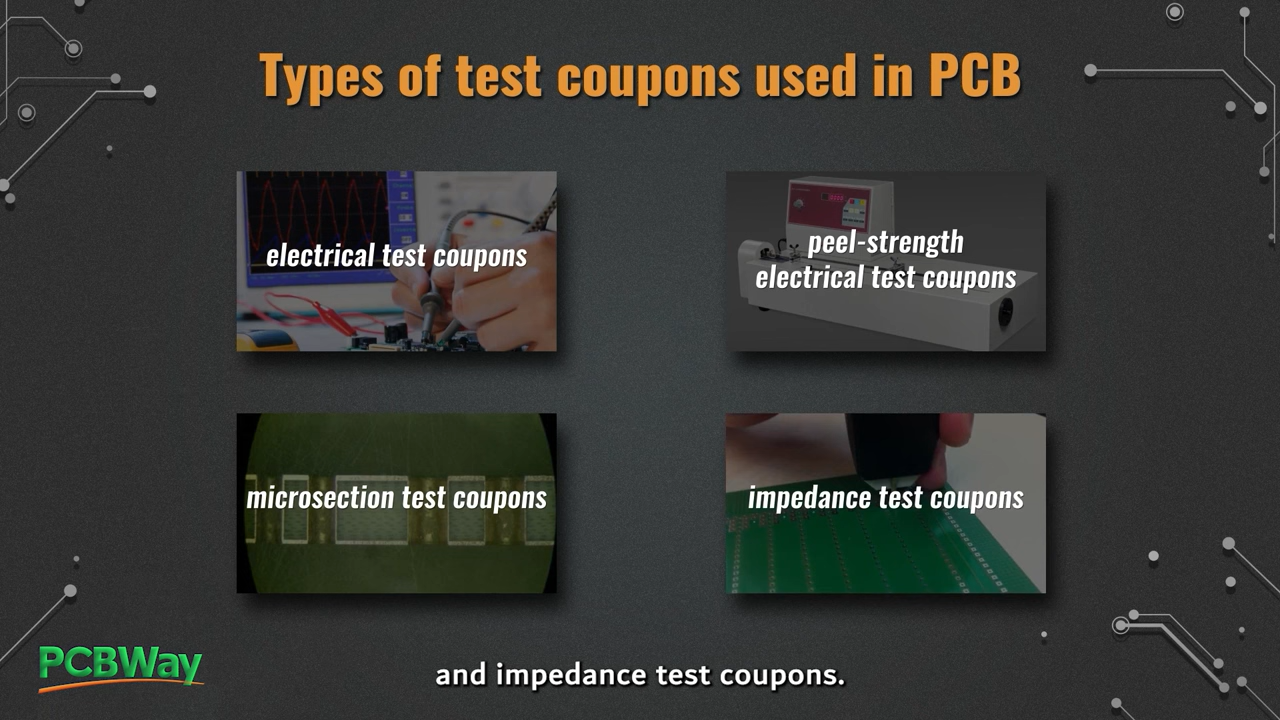 Types of test coupons used in PCB
electrical test coupons
peel-strength
electrical test coupons
microsection test coupons
impedance test coupons
PCBWay
and impedance test coupons.